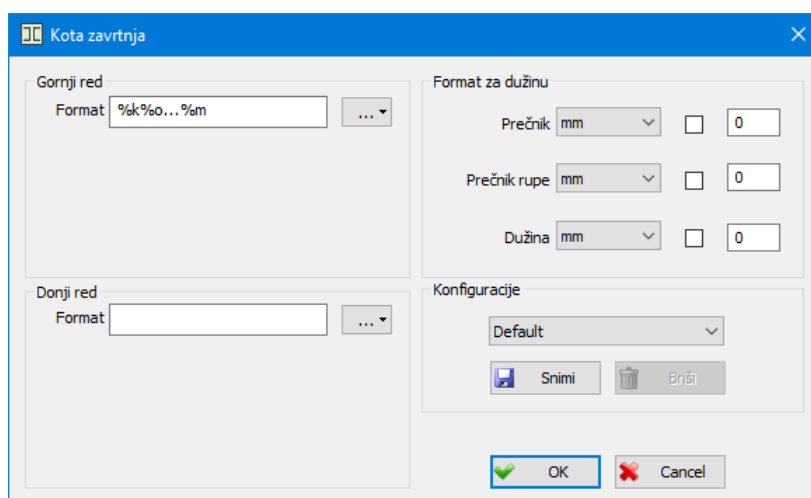 Kota zavrtnja
Gornji red
Format %k%o...%m ...
Format za dužinu
Prečnik mm 0
Prečnik rupe mm 0
Dužina mm 0
Donji red
Format ...
Konfiguracije
Default
Snimi Briši
OK Cancel